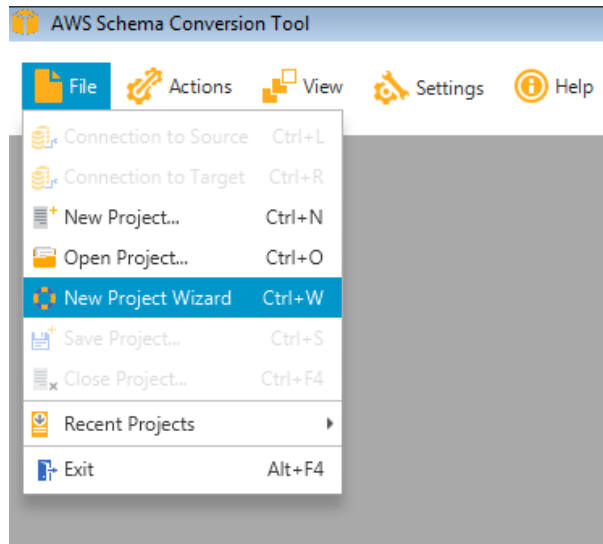 AWS Schema Conversion Tool
File Actions View Settings Help
Connection to Source Ctrl+L
Connection to Target Ctrl+R
New Project... Ctrl+N
Open Project... Ctrl+O
New Project Wizard Ctrl+W
Save Project... Ctrl+S
Close Project... Ctrl+F4
Recent Projects
Exit Alt+F4